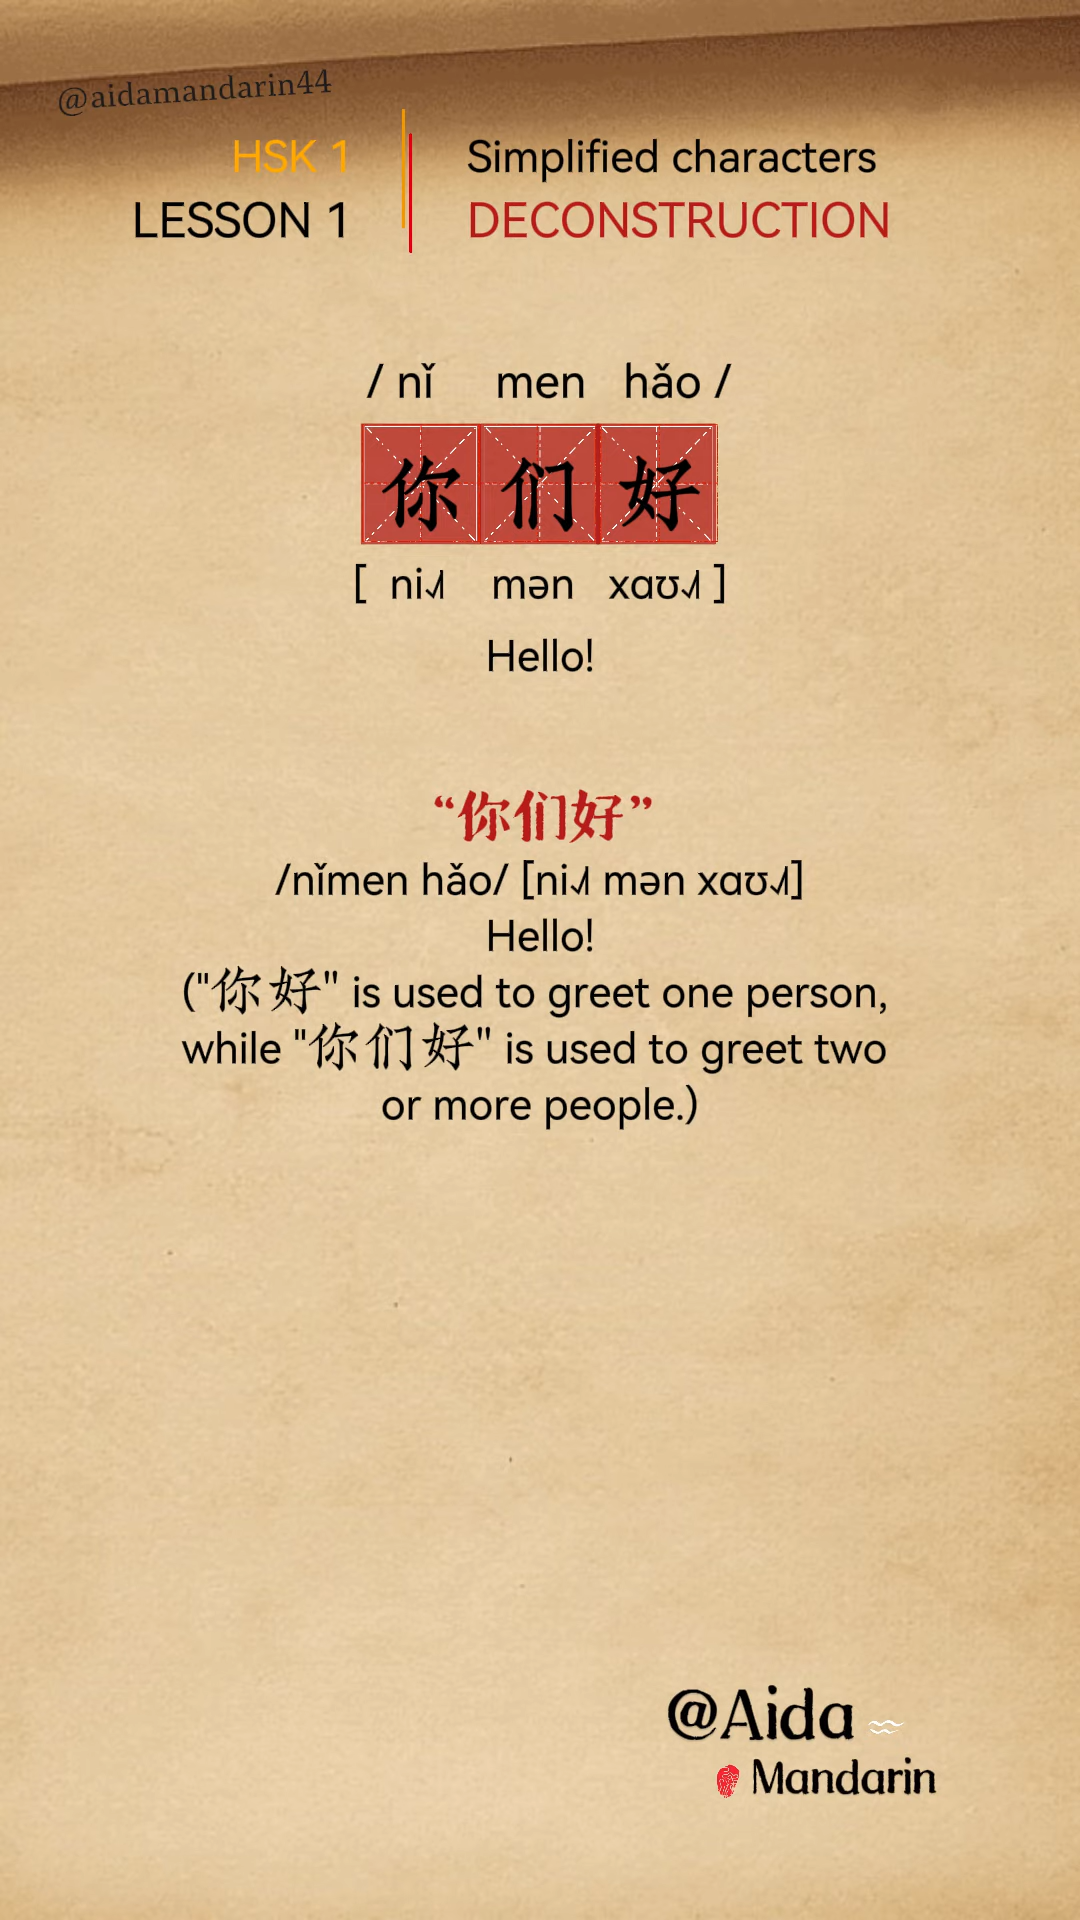 @aidamandarin44
HSK 1
LESSON 1
Simplified characters
DECONSTRUCTION
/ nǐ men hǎo /
你们好
[ ni˨˩˦ mən xɑʊ˨˩˦ ]
Hello!
“你们好”
/nǐmen hǎo/ [ni˨˩˦ mən xɑʊ˨˩˦]
Hello!
("你好" is used to greet one person,
while "你们好" is used to greet two
or more people.)
@Aida
Mandarin